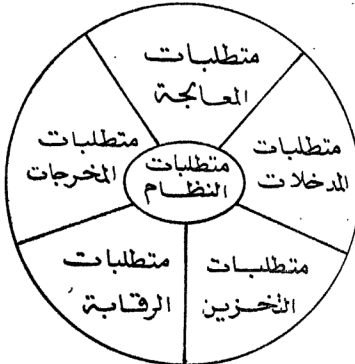 متطلبات
المعالجة
متطلبات
المدخلات
متطلبات
النظام
متطلبات
المخرجات
متطلبات
التخزين
متطلبات
الرقابة